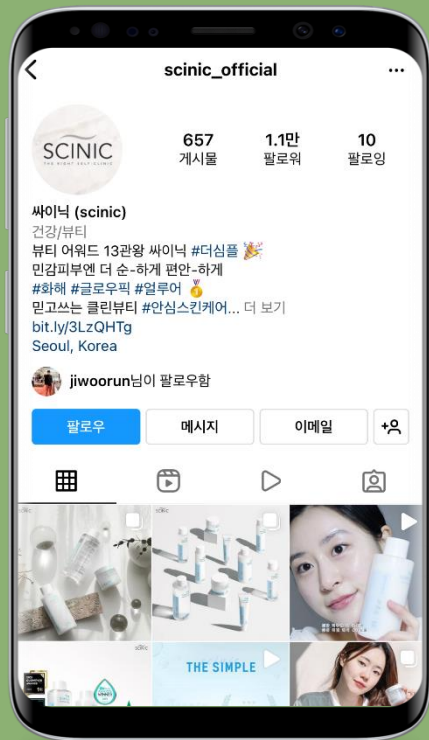 scinic_official
SCINIC
THE RIGHT SELF-CLINIC
657
게시물
1.1만
팔로워
10
팔로잉
싸이닉 (scinic)
건강/뷰티
뷰티 어워드 13관왕 싸이닉 #더심플
민감피부엔 더 순-하게 편안-하게
#화해 #글로우픽 #얼루어
믿고쓰는 클린뷰티 #안심스킨케어... 더 보기
bit.ly/3LzQHTg
Seoul, Korea
jiwoorun님이 팔로우함
팔로우
메시지
이메일
THE SIMPLE